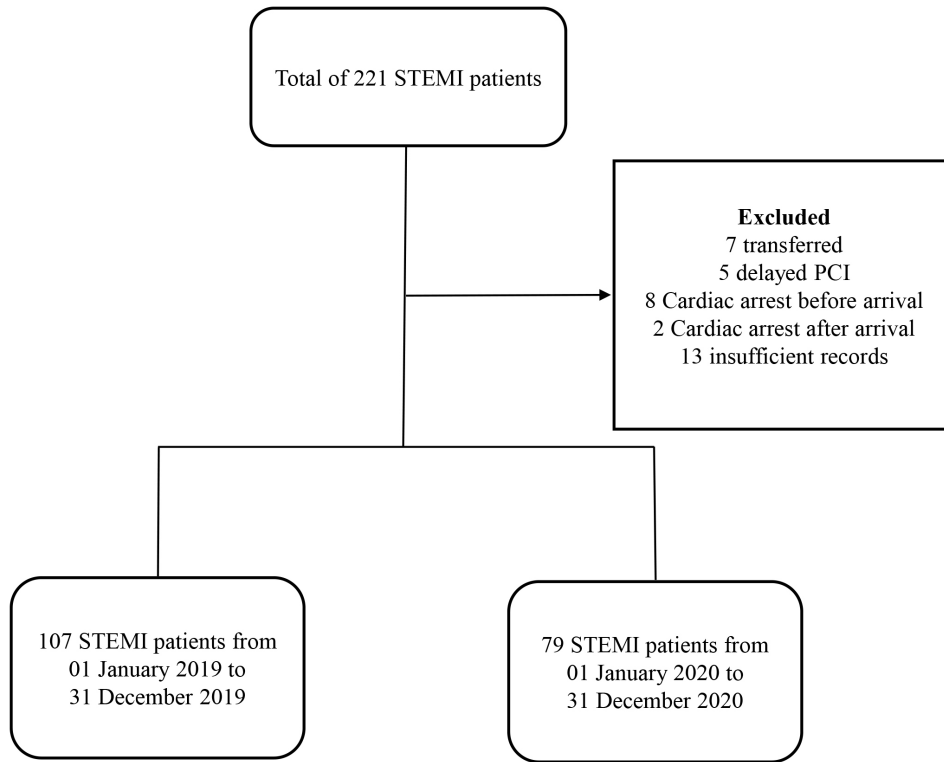 Total of 221 STEMI patients
Excluded
7 transferred
5 delayed PCI
8 Cardiac arrest before arrival
2 Cardiac arrest after arrival
13 insufficient records
107 STEMI patients from
01 January 2019 to
31 December 2019
79 STEMI patients from
01 January 2020 to
31 December 2020